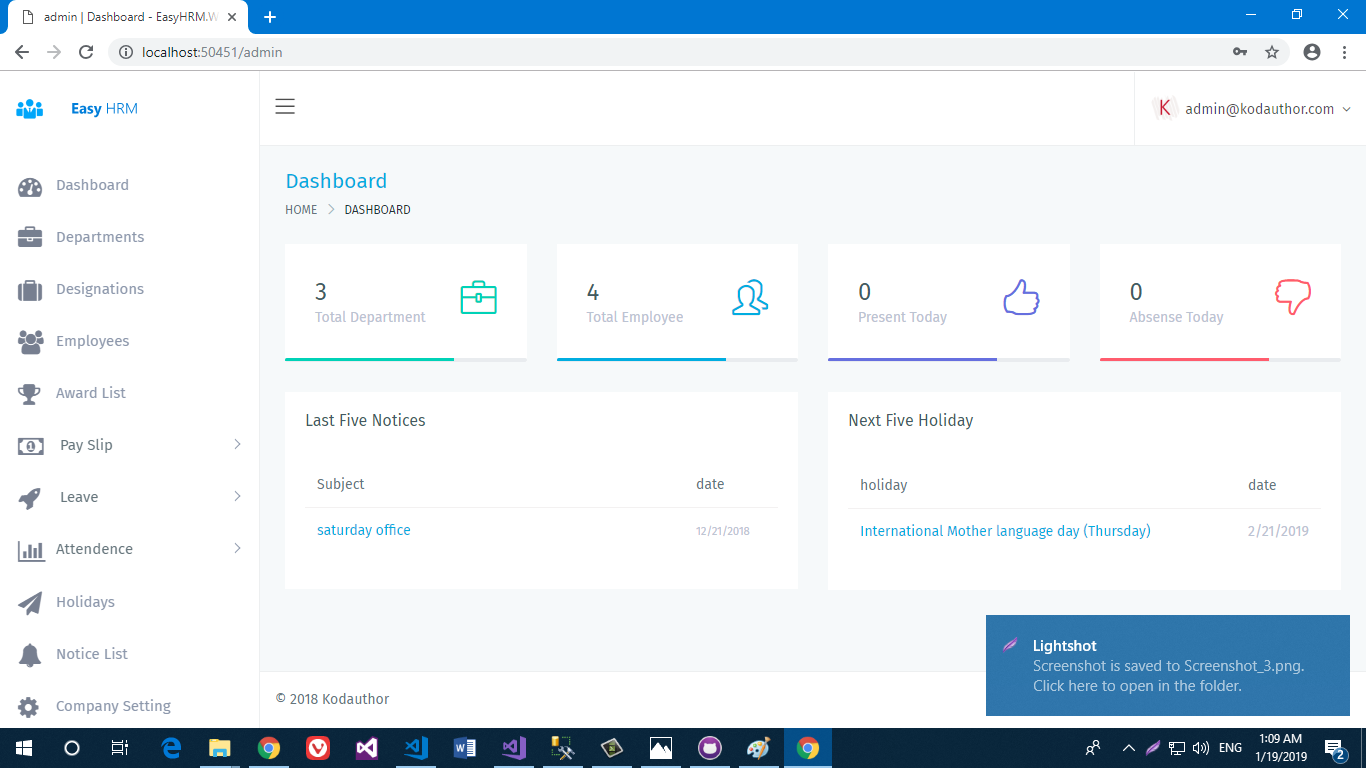 admin | Dashboard - EasyHRM.W
localhost:50451/admin
Easy HRM
admin@kodauthor.com
Dashboard
Departments
Designations
Employees
Award List
Pay Slip
Leave
Attendence
Holidays
Notice List
Company Setting
Dashboard
HOME > DASHBOARD
3
Total Department
4
Total Employee
0
Present Today
0
Absense Today
Last Five Notices
Subject date
saturday office 12/21/2018
Next Five Holiday
holiday date
International Mother language day (Thursday) 2/21/2019
© 2018 Kodauthor
Lightshot
Screenshot is saved to Screenshot_3.png.
Click here to open in the folder.
ENG
1:09 AM
1/19/2019
2